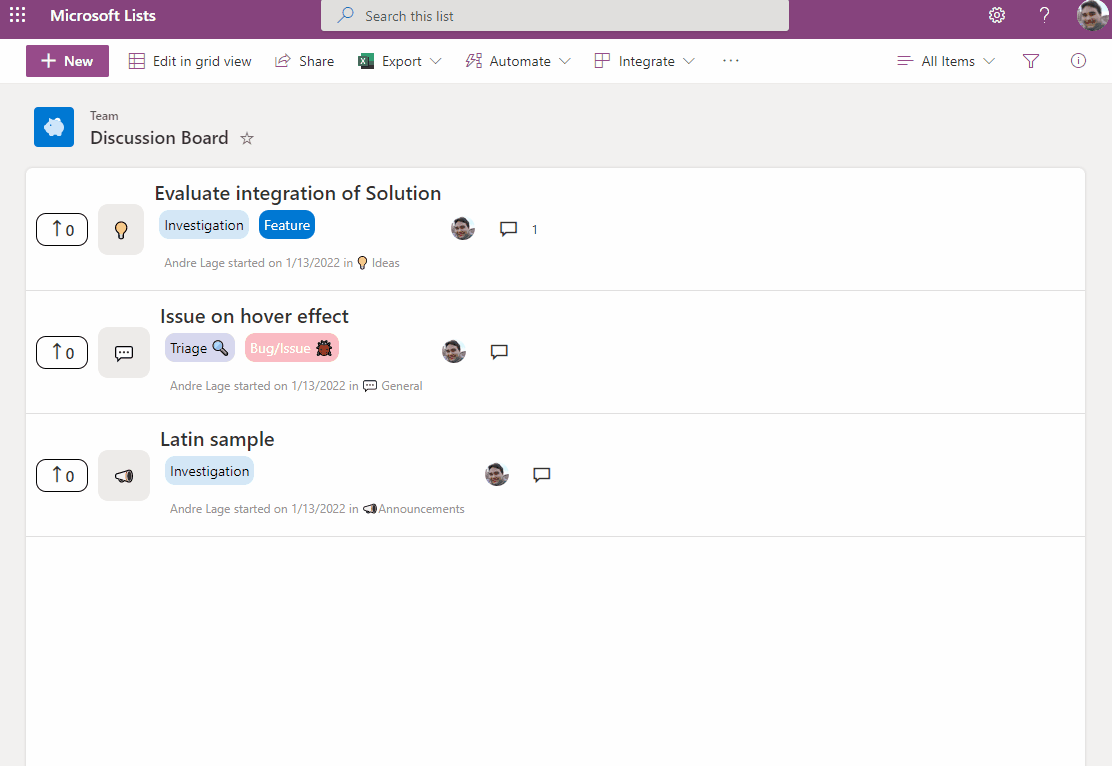 Microsoft Lists
Search this list
?
New
Edit in grid view
Share
Export
Automate
Integrate
...
All Items
Team
Discussion Board
Evaluate integration of Solution
↑0
Investigation
Feature
1
Andre Lage started on 1/13/2022 in 💡 Ideas
Issue on hover effect
↑0
Triage 🔍
Bug/Issue 🐞
Andre Lage started on 1/13/2022 in 💬 General
Latin sample
↑0
Investigation
Andre Lage started on 1/13/2022 in 📣Announcements